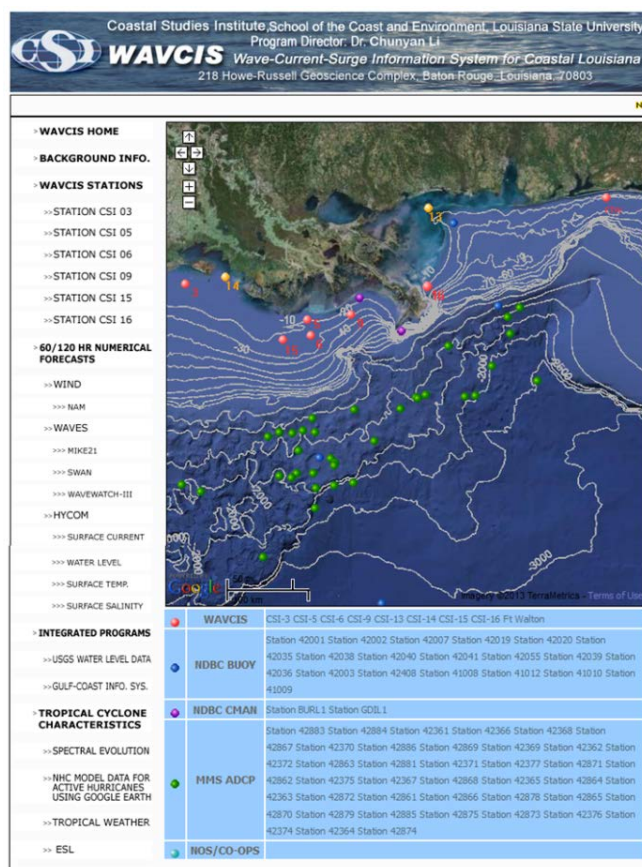 Coastal Studies Institute,School of the Coast and Environment, Louisiana State University
Program Director: Dr. Chunyan Li
CSI WAVCIS Wave-Current-Surge Information System for Coastal Louisiana
218 Howe-Russell Geoscience Complex, Baton Rouge, Louisiana, 70803
N
> WAVCIS HOME
> BACKGROUND INFO.
> WAVCIS STATIONS
>> STATION CSI 03
>> STATION CSI 05
>> STATION CSI 06
>> STATION CSI 09
>> STATION CSI 15
>> STATION CSI 16
> 60/120 HR NUMERICAL
FORECASTS
>> WIND
>>> NAM
>> WAVES
>>> MIKE21
>>> SWAN
>>> WAVEWATCH-III
>> HYCOM
>>> SURFACE CURRENT
>>> WATER LEVEL
>>> SURFACE TEMP.
>>> SURFACE SALINITY
> INTEGRATED PROGRAMS
>> USGS WATER LEVEL DATA
>> GULF-COAST INFO. SYS.
> TROPICAL CYCLONE
CHARACTERISTICS
>> SPECTRAL EVOLUTION
>> NHC MODEL DATA FOR
ACTIVE HURRICANES
USING GOOGLE EARTH
>> TROPICAL WEATHER
>> ESL
14
-10
-3000
Google
Imagery ©2013 TerraMetrics - Terms of Use
WAVCIS CSI-3 CSI-5 CSI-6 CSI-9 CSI-13 CSI-14 CSI-15 CSI-16 Ft Walton
Station 42001 Station 42002 Station 42007 Station 42019 Station 42020 Station
NDBC BUOY 42035 Station 42038 Station 42040 Station 42041 Station 42055 Station 42039 Station
42036 Station 42003 Station 42408 Station 41008 Station 41012 Station 41010 Station
41009
NDBC CMAN Station BURL1 Station GDIL1
Station 42883 Station 42884 Station 42361 Station 42366 Station 42368 Station
42867 Station 42370 Station 42886 Station 42869 Station 42369 Station 42362 Station
42372 Station 42863 Station 42881 Station 42371 Station 42377 Station 42871 Station
MMS ADCP 42862 Station 42375 Station 42367 Station 42868 Station 42365 Station 42864 Station
42363 Station 42872 Station 42861 Station 42866 Station 42878 Station 42865 Station
42870 Station 42879 Station 42885 Station 42875 Station 42873 Station 42376 Station
42374 Station 42364 Station 42874
NOS/CO-OPS